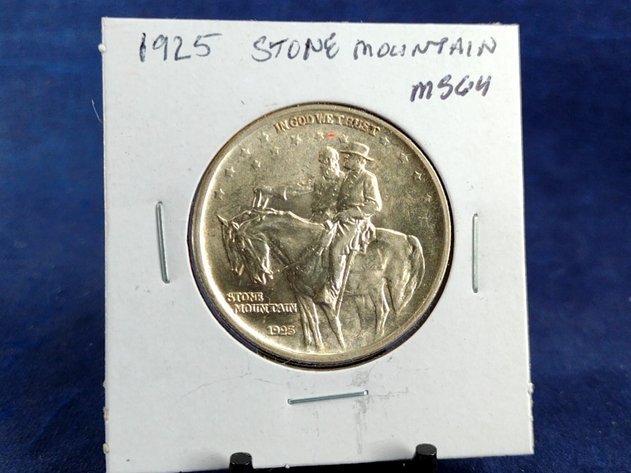 1925 STONE MOUNTAIN
MS64
IN GOD WE TRUST
STONE
MOUNTAIN
1925